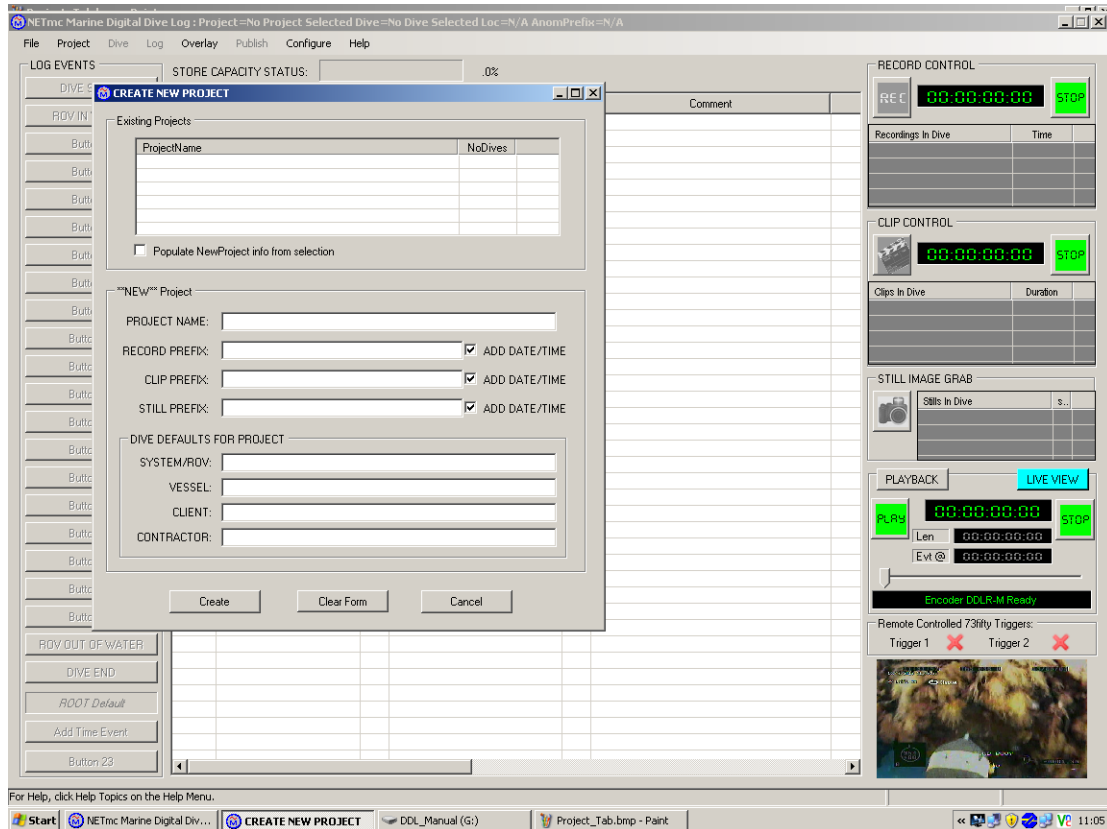 NETmc Marine Digital Dive Log : Project=No Project Selected Dive=No Dive Selected Loc=N/A AnomPrefix=N/A
File Project Dive Log Overlay Publish Configure Help
LOG EVENTS
STORE CAPACITY STATUS: .0%
DIVE
ROV IN
ROV OUT OF WATER
DIVE END
ROOT Default
Add Time Event
Button 23
CREATE NEW PROJECT
Existing Projects
ProjectName NoDives
Populate NewProject info from selection
**NEW** Project
PROJECT NAME:
RECORD PREFIX: ADD DATE/TIME
CLIP PREFIX: ADD DATE/TIME
STILL PREFIX: ADD DATE/TIME
DIVE DEFAULTS FOR PROJECT
SYSTEM/ROV:
VESSEL:
CLIENT:
CONTRACTOR:
Create Clear Form Cancel
Comment
RECORD CONTROL
REC 00:00:00:00 STOP
Recordings In Dive Time
CLIP CONTROL
00:00:00:00 STOP
Clips In Dive Duration
STILL IMAGE GRAB
Stills In Dive s..
PLAYBACK LIVE VIEW
PLAY 00:00:00:00 STOP
Len 00:00:00:00
Evt @ 00:00:00:00
Encoder DDLR-M Ready
Remote Controlled 73fifty Triggers:
Trigger 1 Trigger 2
For Help, click Help Topics on the Help Menu.
Start NETmc Marine Digital Div... CREATE NEW PROJECT DDL_Manual (G:) Project_Tab.bmp - Paint « 11:05